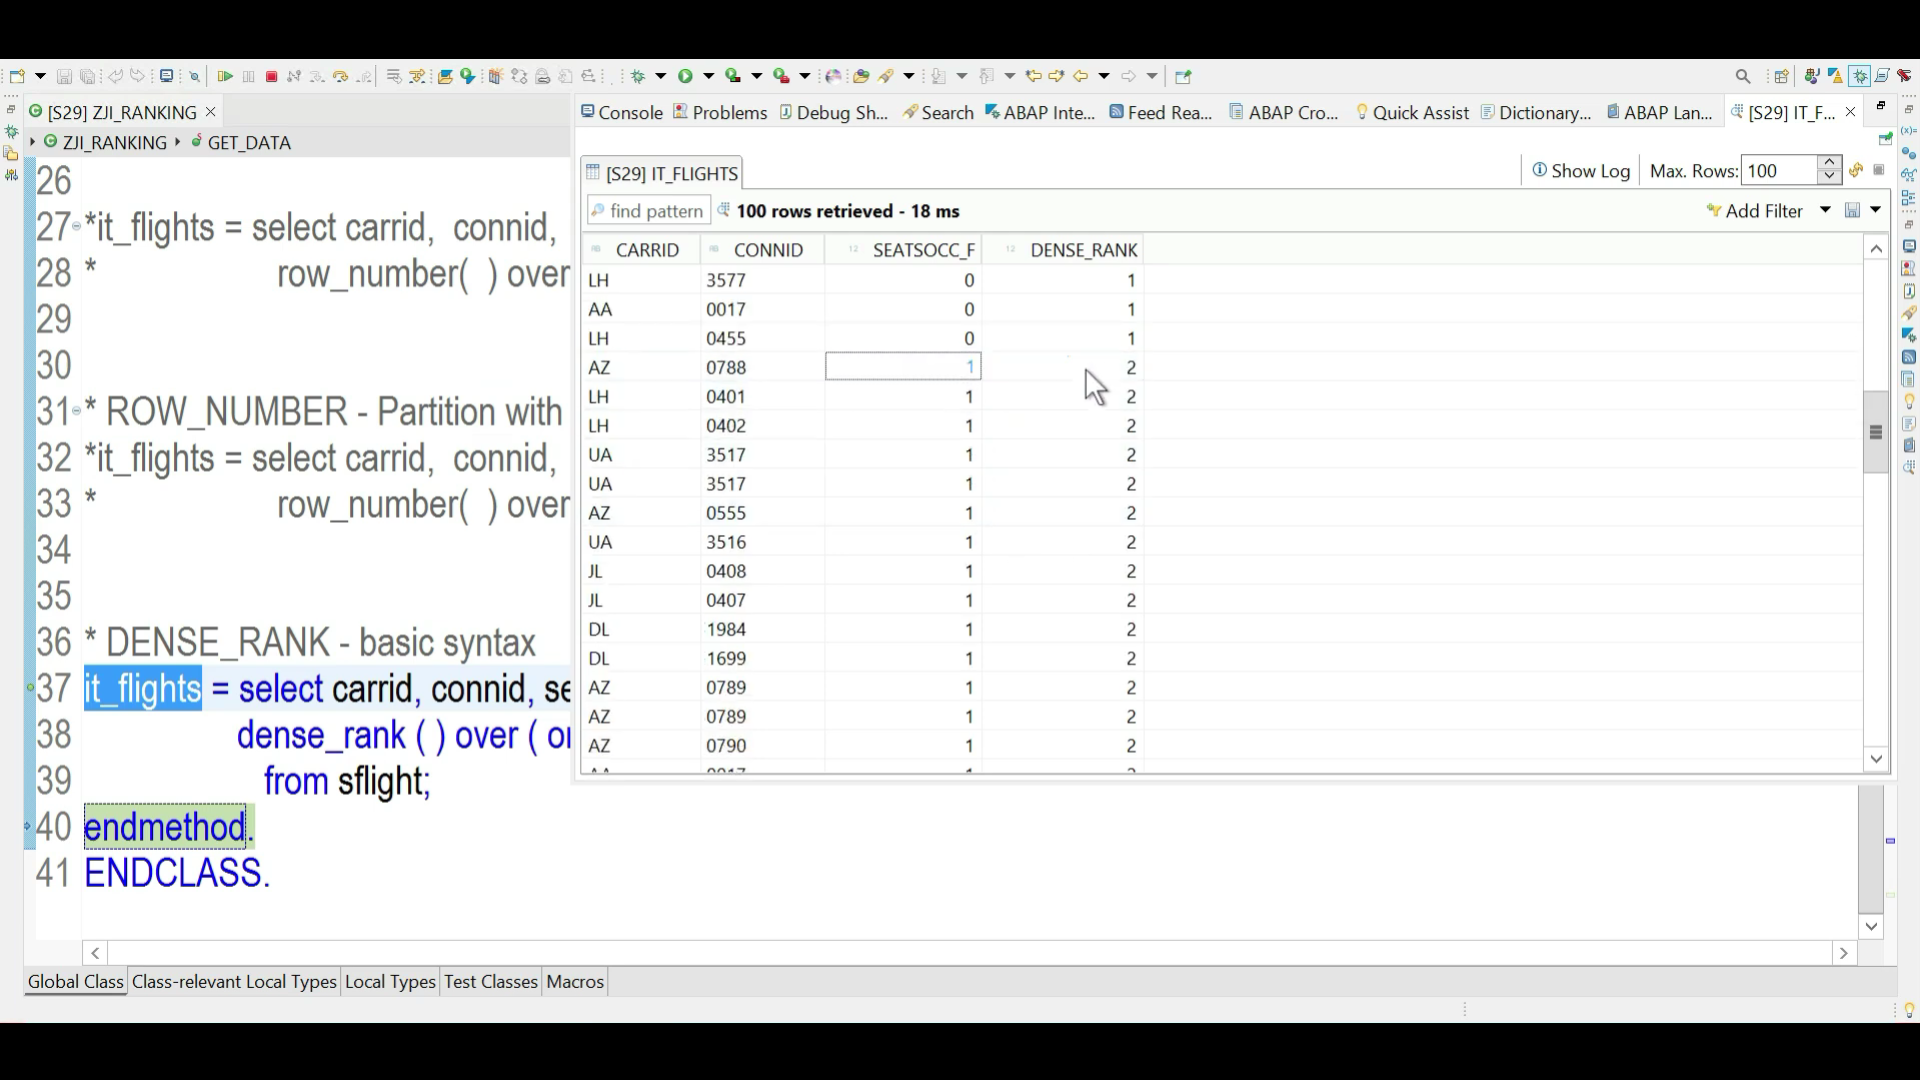 [S29] ZJI_RANKING
ZJI_RANKING GET_DATA
26
27 *it_flights = select carrid, connid,
28 * row_number( ) over
29
30
31 * ROW_NUMBER - Partition with
32 *it_flights = select carrid, connid,
33 * row_number( ) over
34
35
36 * DENSE_RANK - basic syntax
37 it_flights = select carrid, connid, se
38 dense_rank ( ) over ( or
39 from sflight;
40 endmethod.
41 ENDCLASS.
Global Class Class-relevant Local Types Local Types Test Classes Macros
Console Problems Debug Sh... Search ABAP Inte... Feed Rea... ABAP Cro... Quick Assist Dictionary... ABAP Lan... [S29] IT_F...
[S29] IT_FLIGHTS Show Log Max. Rows: 100
find pattern 100 rows retrieved - 18 ms Add Filter
CARRID CONNID SEATSOCC_F DENSE_RANK
LH 3577 0 1
AA 0017 0 1
LH 0455 0 1
AZ 0788 1 2
LH 0401 1 2
LH 0402 1 2
UA 3517 1 2
UA 3517 1 2
AZ 0555 1 2
UA 3516 1 2
JL 0408 1 2
JL 0407 1 2
DL 1984 1 2
DL 1699 1 2
AZ 0789 1 2
AZ 0789 1 2
AZ 0790 1 2